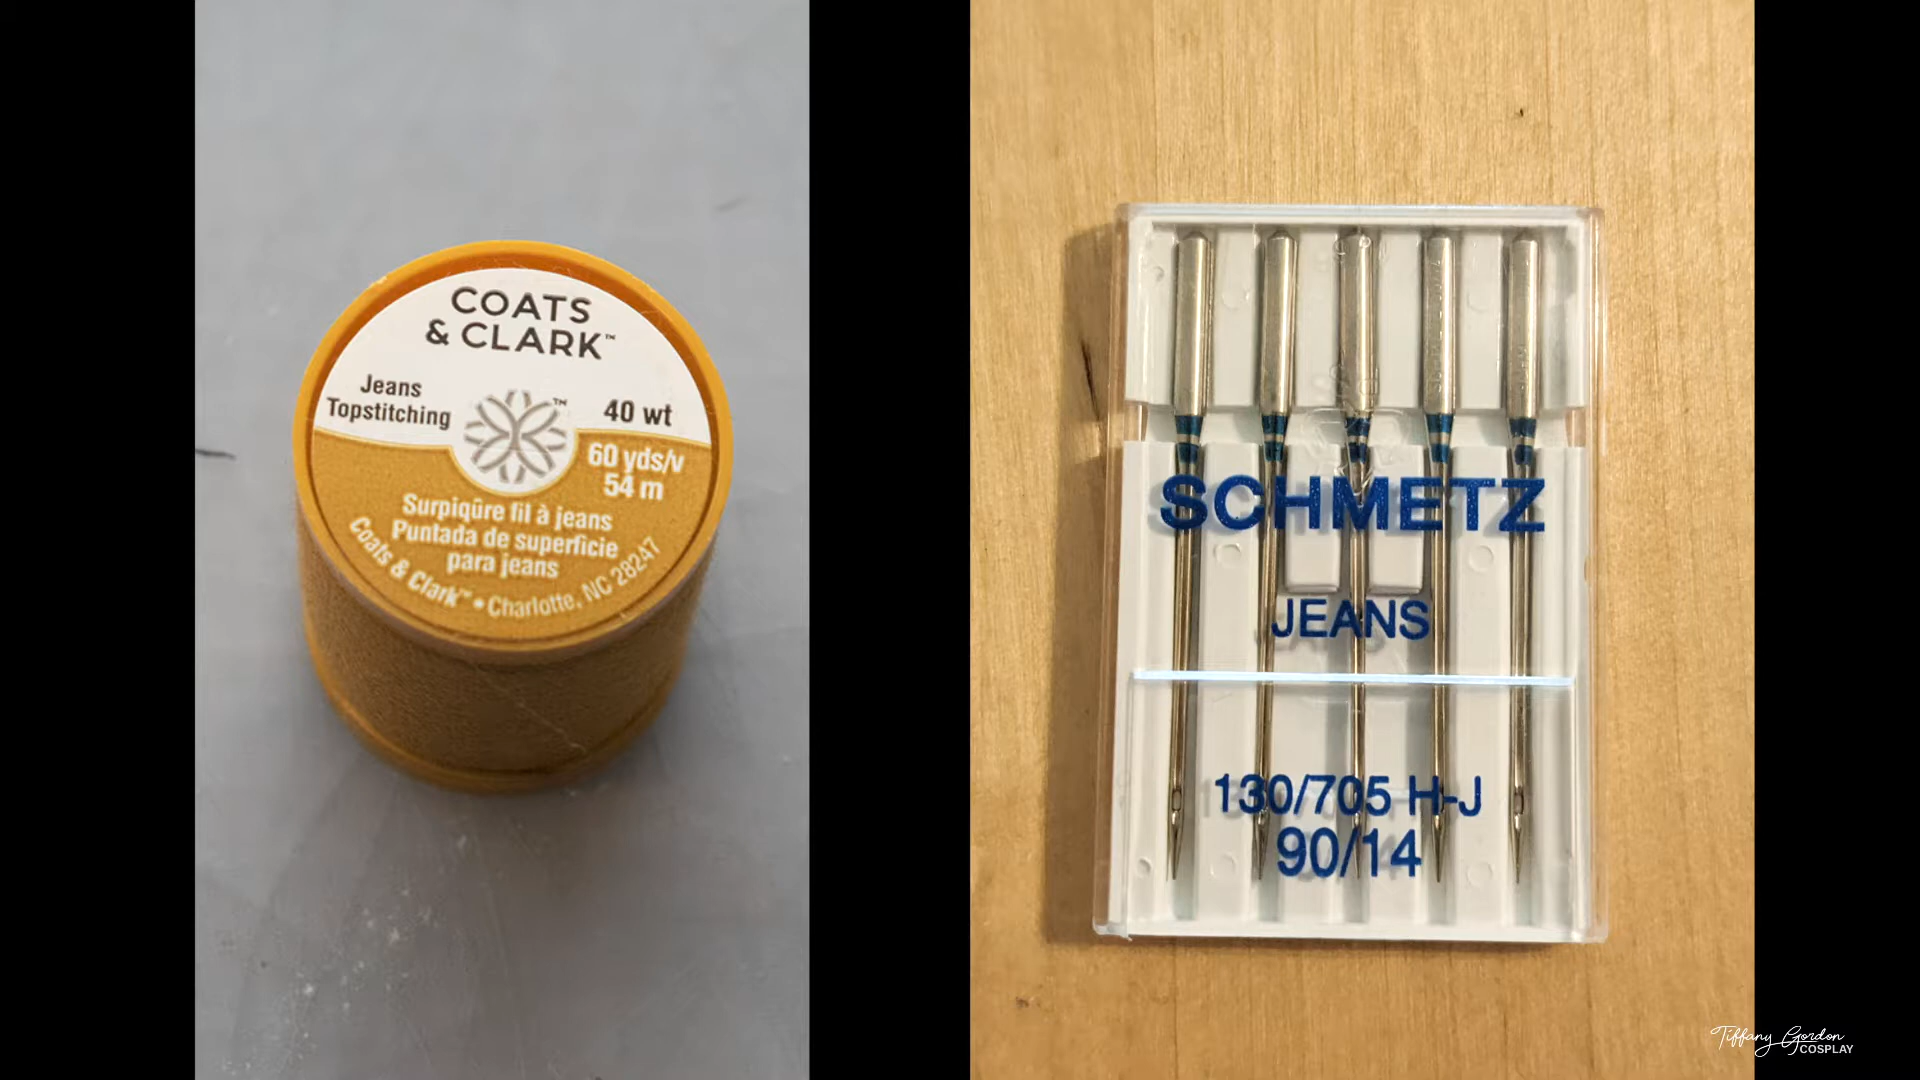 COATS
& CLARK™
Jeans
Topstitching
™
40 wt
60 yds/v
54 m
Surpiqûre fil à jeans
Puntada de superficie
para jeans
Coats & Clark™ • Charlotte, NC 28247
SCHMETZ
JEANS
130/705 H-J
90/14
Tiffany Gordon
COSPLAY